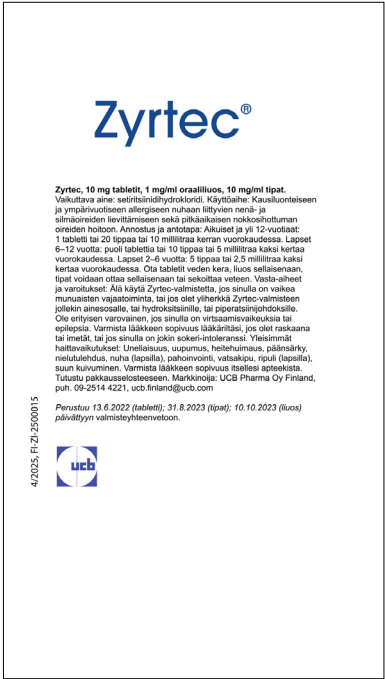 Zyrtec®
Zyrtec, 10 mg tabletit, 1 mg/ml oraaliliuos, 10 mg/ml tipat.
Vaikuttava aine: setiritsiinidihydrokloridi. Käyttöaihe: Kausiluonteiseen
ja ympärivuotiseen allergiseen nuhaan liittyvien nenä- ja
silmäoireiden lievittämiseen sekä pitkäaikaisen nokkosihottuman
oireiden hoitoon. Annostus ja antotapa: Aikuiset ja yli 12-vuotiaat:
1 tabletti tai 20 tippaa tai 10 millilitraa kerran vuorokaudessa. Lapset
6–12 vuotta: puoli tablettia tai 10 tippaa tai 5 millilitraa kaksi kertaa
vuorokaudessa. Lapset 2–6 vuotta: 5 tippaa tai 2,5 millilitraa kaksi
kertaa vuorokaudessa. Ota tabletit veden kera, liuos sellaisenaan,
tipat voidaan ottaa sellaisenaan tai sekoittaa veteen. Vasta-aiheet
ja varoitukset: Älä käytä Zyrtec-valmistetta, jos sinulla on vaikea
munuaisten vajaatoiminta, tai jos olet yliherkkä Zyrtec-valmisteen
jollekin ainesosalle, tai hydroksitsiinille, tai piperatsiinijohdoksille.
Ole erityisen varovainen, jos sinulla on virtsaamisvaikeuksia tai
epilepsia. Varmista lääkkeen sopivuus lääkäriltäsi, jos olet raskaana
tai imetät, tai jos sinulla on jokin sokeri-intoleranssi. Yleisimmät
haittavaikutukset: Uneliaisuus, uupumus, heitehuimaus, päänsärky,
nielutulehdus, nuha (lapsilla), pahoinvointi, vatsakipu, ripuli (lapsilla),
suun kuivuminen. Varmista lääkkeen sopivuus itsellesi apteekista.
Tutustu pakkausselosteeseen. Markkinoija: UCB Pharma Oy Finland,
puh. 09-2514 4221, ucb.finland@ucb.com
Perustuu 13.6.2022 (tabletti); 31.8.2023 (tipat); 10.10.2023 (liuos)
päivättyyn valmisteyhteenvetoon.
4/2025, FI-ZI-2500015
ucb